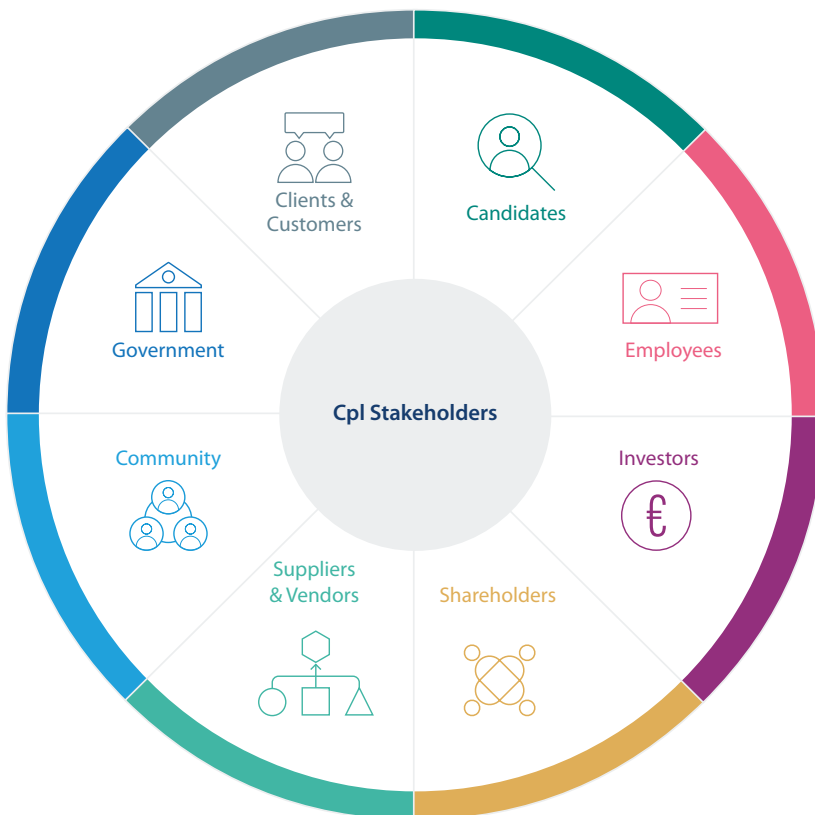 Clients &
Customers
Candidates
Government
Employees
Cpl Stakeholders
Community
Investors
€
Suppliers
& Vendors
Shareholders